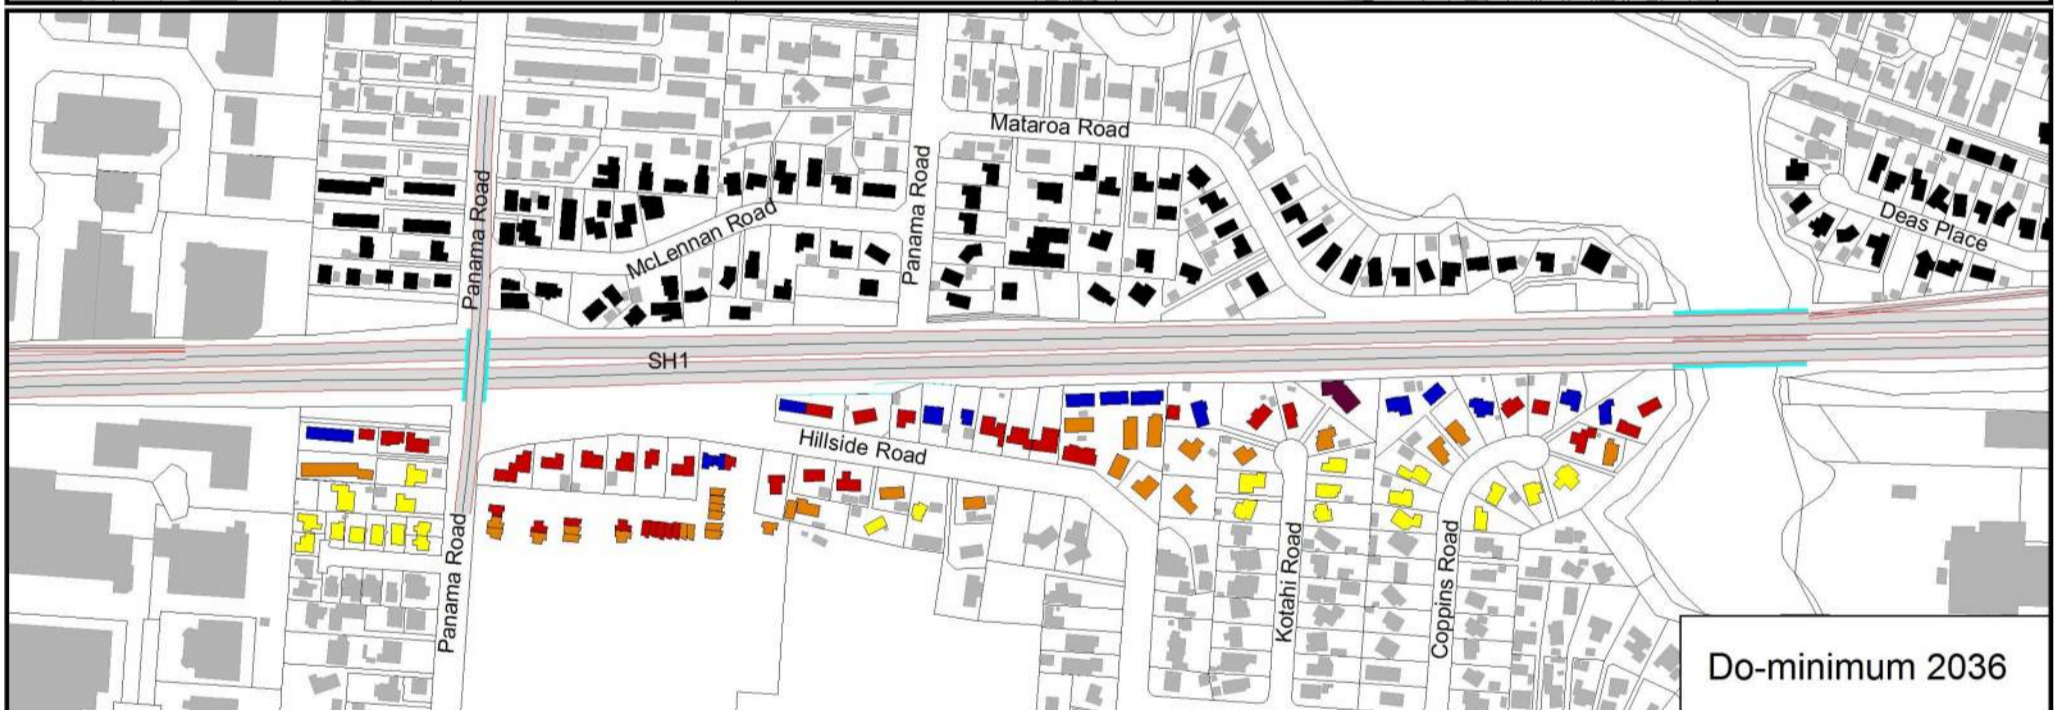 Mataroa Road
Panama Road
Panama Road
McLennan Road
Deas Place
SH1
Hillside Road
Panama Road
Kotahi Road
Coppins Road
Do-minimum 2036